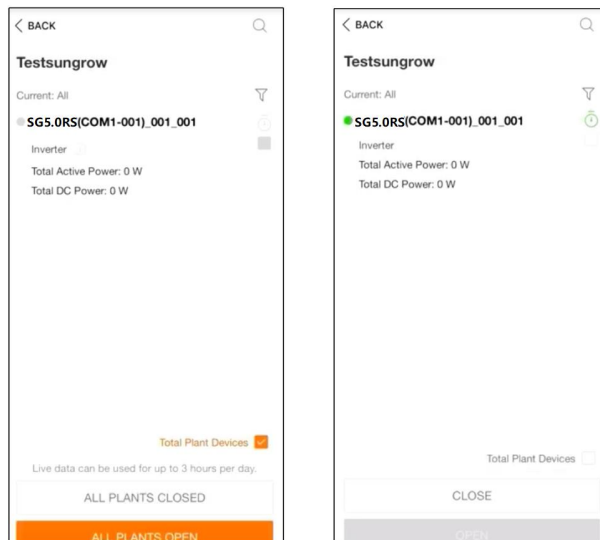 BACK
Testsungrow
Current: All
SG5.0RS(COM1-001)_001_001
Inverter
Total Active Power: 0 W
Total DC Power: 0 W
Total Plant Devices
Live data can be used for up to 3 hours per day.
ALL PLANTS CLOSED
ALL PLANTS OPEN
BACK
Testsungrow
Current: All
SG5.0RS(COM1-001)_001_001
Inverter
Total Active Power: 0 W
Total DC Power: 0 W
Total Plant Devices
CLOSE
OPEN